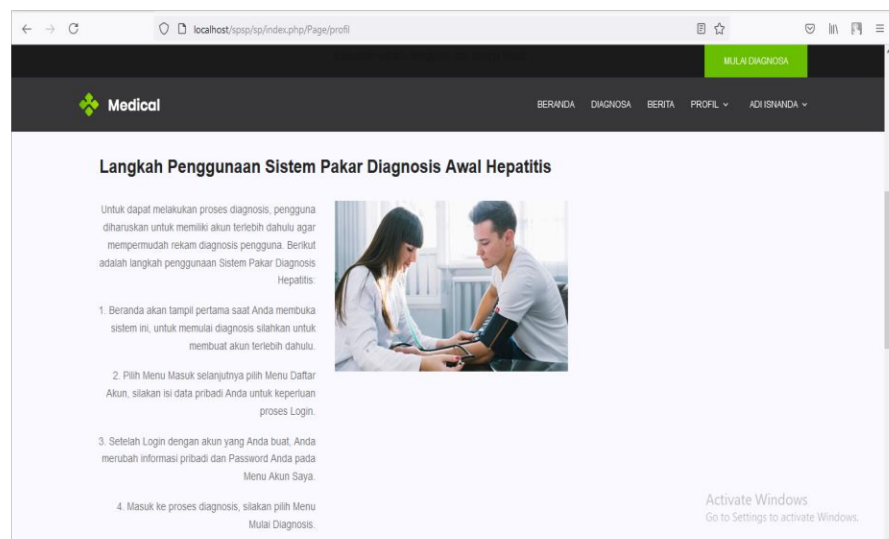 localhost/spsp/sp/index.php/Page/profil
MULAI DIAGNOSA
Medical
BERANDA DIAGNOSA BERITA PROFIL ADI ISNANDA
Langkah Penggunaan Sistem Pakar Diagnosis Awal Hepatitis
Untuk dapat melakukan proses diagnosis, pengguna
diharuskan untuk memiliki akun terlebih dahulu agar
mempermudah rekam diagnosis pengguna. Berikut
adalah langkah penggunaan Sistem Pakar Diagnosis
Hepatitis:
1. Beranda akan tampil pertama saat Anda membuka
sistem ini, untuk memulai diagnosis silahkan untuk
membuat akun terlebih dahulu.
2. Pilih Menu Masuk selanjutnya pilih Menu Daftar
Akun, silakan isi data pribadi Anda untuk keperluan
proses Login.
3. Setelah Login dengan akun yang Anda buat, Anda
merubah informasi pribadi dan Password Anda pada
Menu Akun Saya.
4. Masuk ke proses diagnosis, silakan pilih Menu
Mulai Diagnosis.
Activate Windows
Go to Settings to activate Windows.